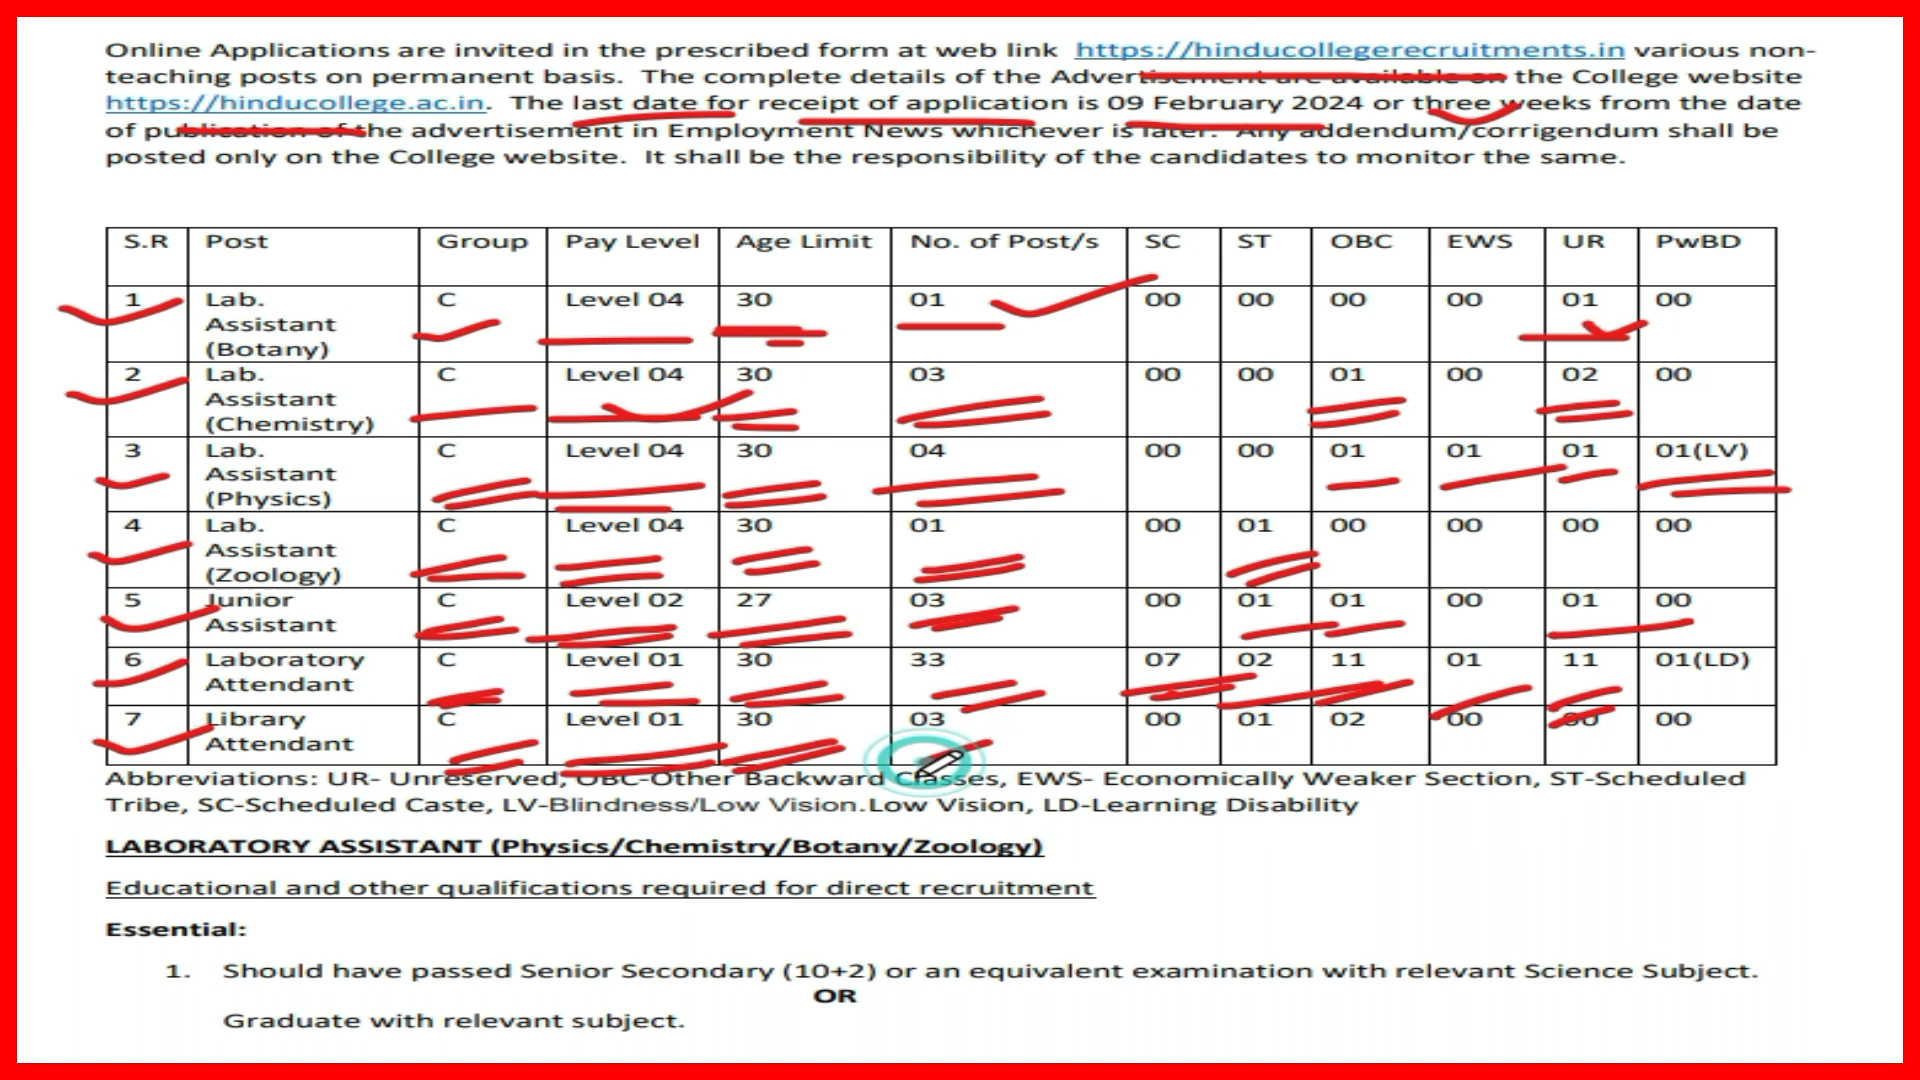 Online Applications are invited in the prescribed form at web link https://hinducollegerecruitments.in various non-
teaching posts on permanent basis. The complete details of the Advertisement are available on the College website
https://hinducollege.ac.in. The last date for receipt of application is 09 February 2024 or three weeks from the date
of publication of the advertisement in Employment News whichever is later. Any addendum/corrigendum shall be
posted only on the College website. It shall be the responsibility of the candidates to monitor the same.
S.R Post Group Pay Level Age Limit No. of Post/s SC ST OBC EWS UR PwBD
1 Lab. C Level 04 30 01 00 00 00 00 01 00
Assistant
(Botany)
2 Lab. C Level 04 30 03 00 00 01 00 02 00
Assistant
(Chemistry)
3 Lab. C Level 04 30 04 00 00 01 01 01 01(LV)
Assistant
(Physics)
4 Lab. C Level 04 30 01 00 01 00 00 00 00
Assistant
(Zoology)
5 Junior C Level 02 27 03 00 01 01 00 01 00
Assistant
6 Laboratory C Level 01 30 33 07 02 11 01 11 01(LD)
Attendant
7 Library C Level 01 30 03 00 01 02 00 00 00
Attendant
Abbreviations: UR- Unreserved, OBC-Other Backward Classes, EWS- Economically Weaker Section, ST-Scheduled
Tribe, SC-Scheduled Caste, LV-Blindness/Low Vision.Low Vision, LD-Learning Disability
LABORATORY ASSISTANT (Physics/Chemistry/Botany/Zoology)
Educational and other qualifications required for direct recruitment
Essential:
1. Should have passed Senior Secondary (10+2) or an equivalent examination with relevant Science Subject.
OR
Graduate with relevant subject.